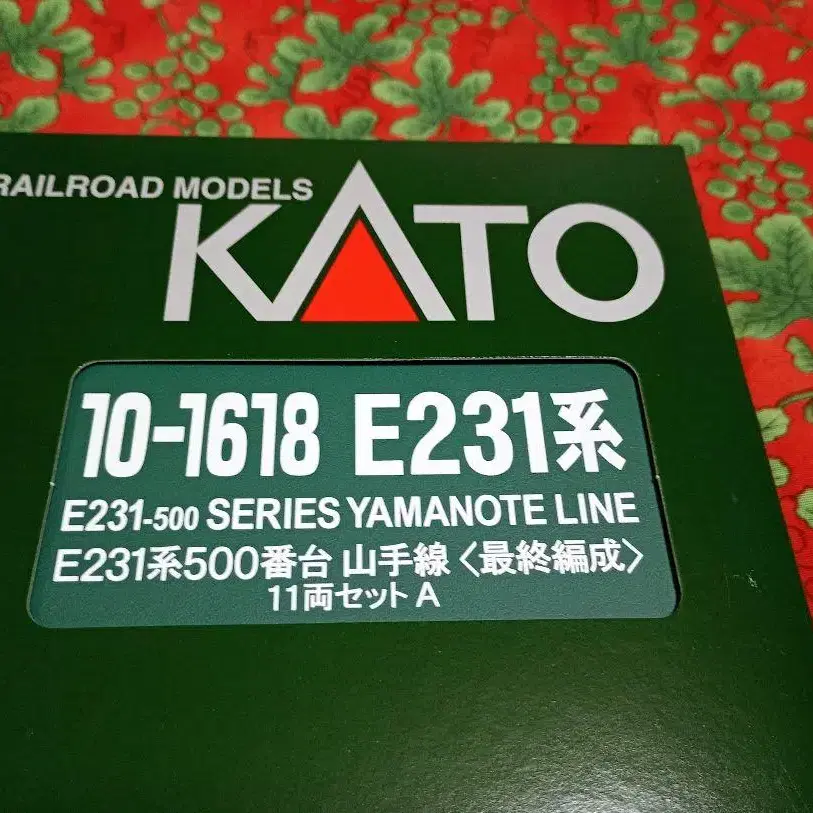 RAILROAD MODELS
KATO
10-1618 E231系
E231-500 SERIES YAMANOTE LINE
E231系500番台 山手線〈最終編成〉
11両セット A